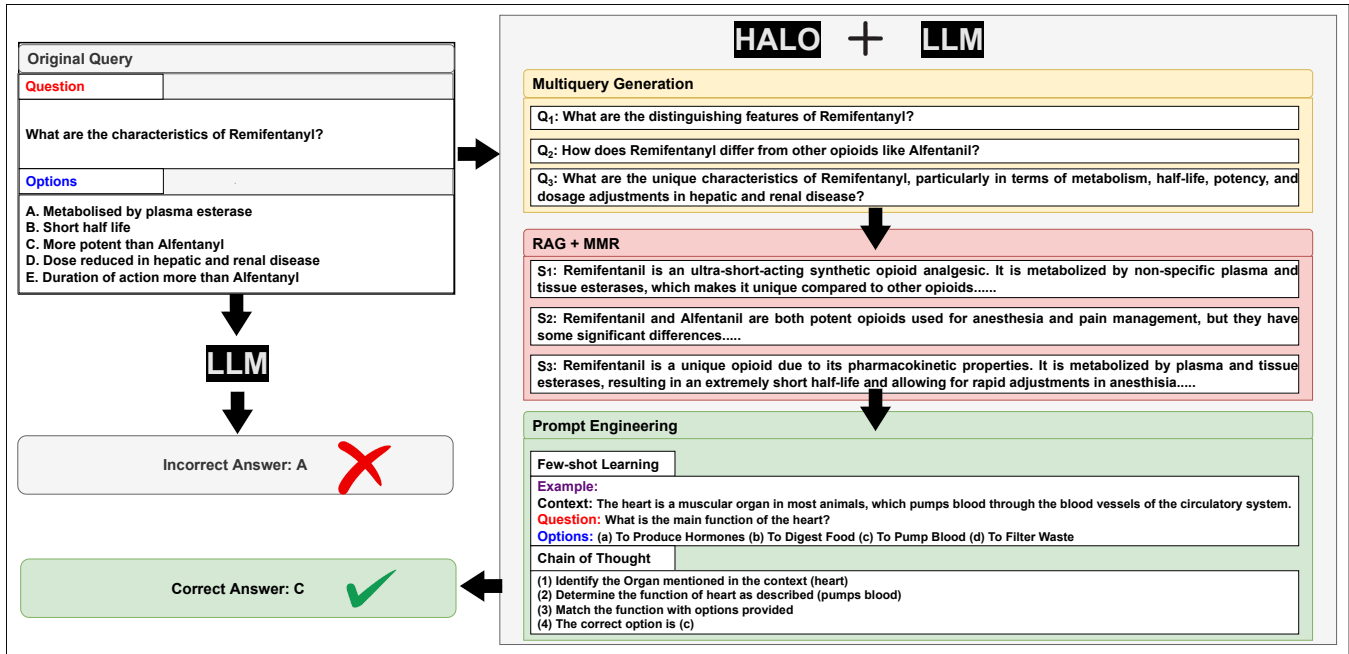 Original Query
Question
What are the characteristics of Remifentanyl?
Options
A. Metabolised by plasma esterase
B. Short half life
C. More potent than Alfentanyl
D. Dose reduced in hepatic and renal disease
E. Duration of action more than Alfentanyl
LLM
Incorrect Answer: A
Correct Answer: C
HALO + LLM
Multiquery Generation
Q1: What are the distinguishing features of Remifentanyl?
Q2: How does Remifentanyl differ from other opioids like Alfentanil?
Q3: What are the unique characteristics of Remifentanyl, particularly in terms of metabolism, half-life, potency, and
dosage adjustments in hepatic and renal disease?
RAG + MMR
S1: Remifentanil is an ultra-short-acting synthetic opioid analgesic. It is metabolized by non-specific plasma and
tissue esterases, which makes it unique compared to other opioids......
S2: Remifentanil and Alfentanil are both potent opioids used for anesthesia and pain management, but they have
some significant differences.....
S3: Remifentanil is a unique opioid due to its pharmacokinetic properties. It is metabolized by plasma and tissue
esterases, resulting in an extremely short half-life and allowing for rapid adjustments in anesthisia.....
Prompt Engineering
Few-shot Learning
Example:
Context: The heart is a muscular organ in most animals, which pumps blood through the blood vessels of the circulatory system.
Question: What is the main function of the heart?
Options: (a) To Produce Hormones (b) To Digest Food (c) To Pump Blood (d) To Filter Waste
Chain of Thought
(1) Identify the Organ mentioned in the context (heart)
(2) Determine the function of heart as described (pumps blood)
(3) Match the function with options provided
(4) The correct option is (c)